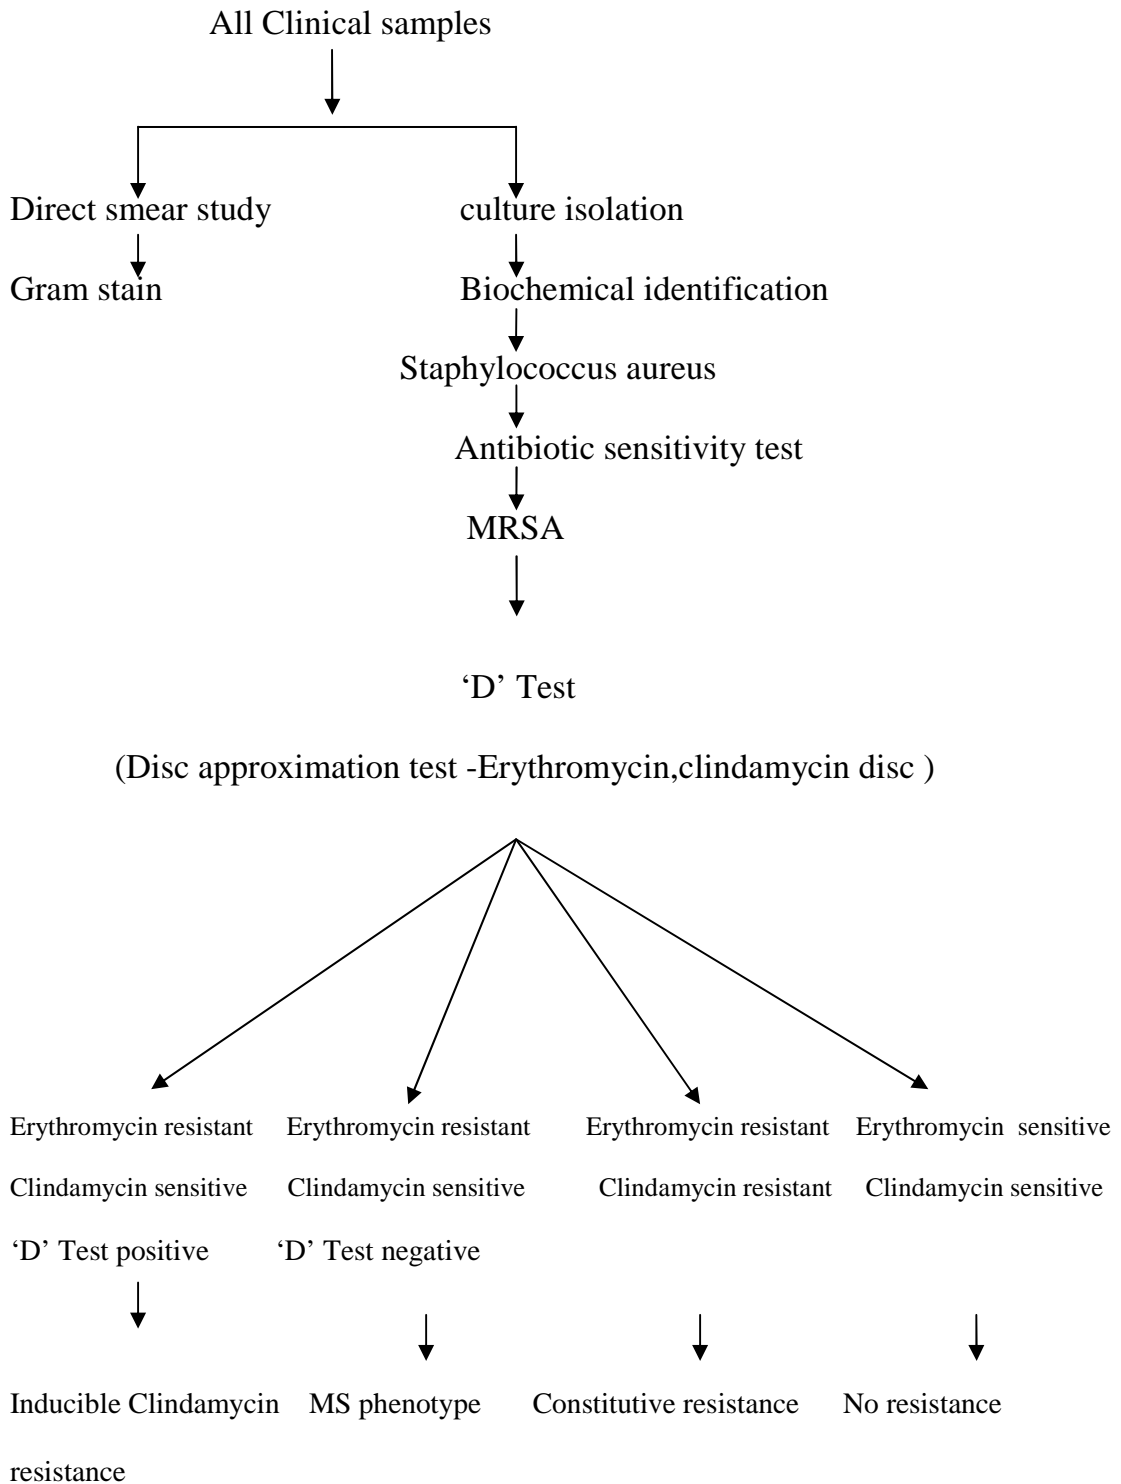 All Clinical samples
Direct smear study culture isolation
Gram stain Biochemical identification
Staphylococcus aureus
Antibiotic sensitivity test
MRSA
‘D’ Test
(Disc approximation test -Erythromycin,clindamycin disc )
Erythromycin resistant Erythromycin resistant Erythromycin resistant Erythromycin sensitive
Clindamycin sensitive Clindamycin sensitive Clindamycin resistant Clindamycin sensitive
‘D’ Test positive ‘D’ Test negative
Inducible Clindamycin MS phenotype Constitutive resistance No resistance
resistance